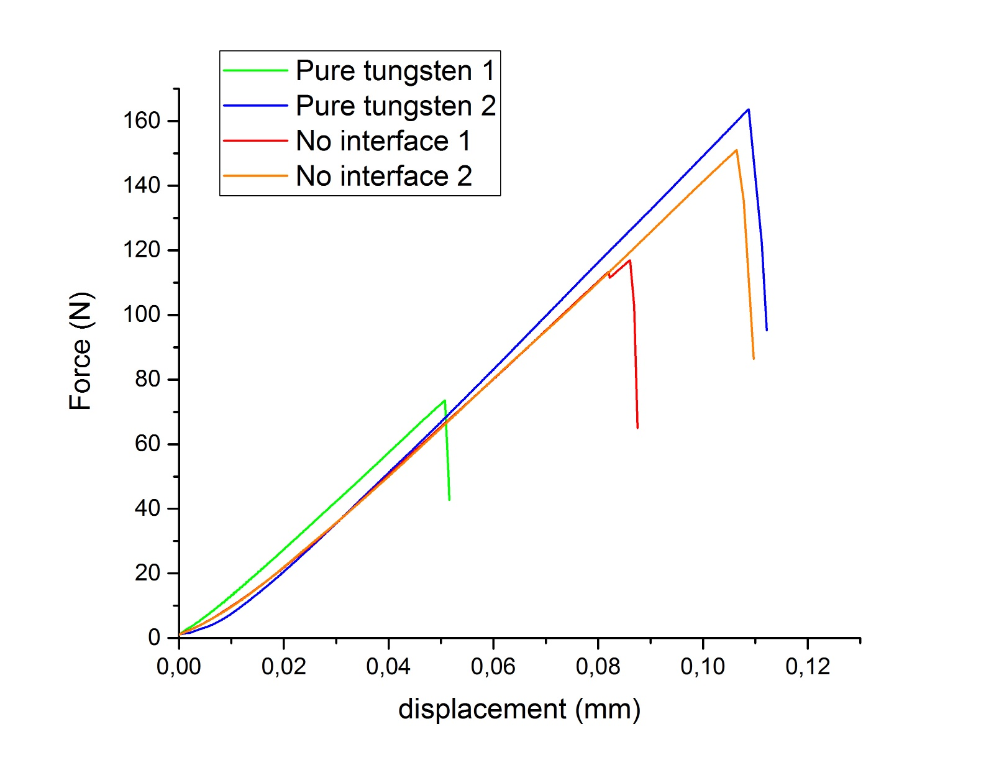 Pure tungsten 1
Pure tungsten 2
No interface 1
No interface 2
160
140
120
100
80
60
40
20
0
Force (N)
0,00 0,02 0,04 0,06 0,08 0,10 0,12
displacement (mm)